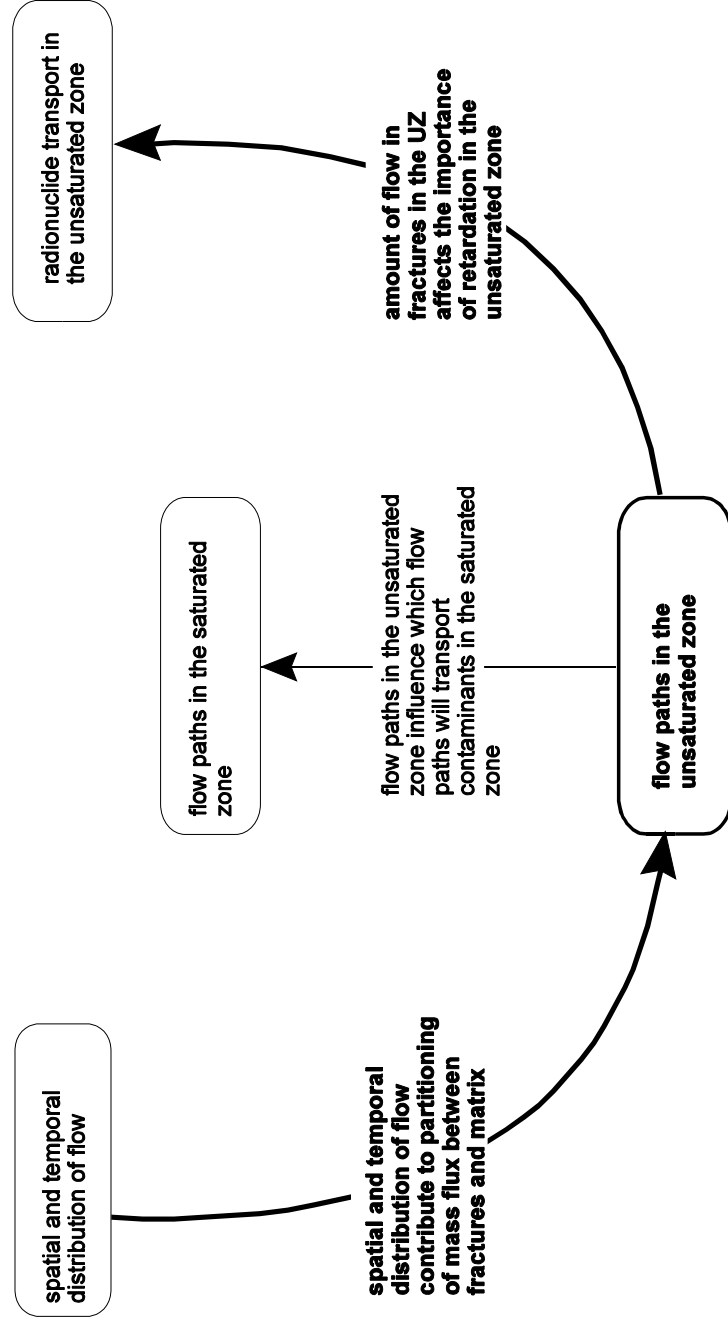 spatial and temporal
distribution of flow
spatial and temporal
distribution of flow
contribute to partitioning
of mass flux between
fractures and matrix
flow paths in the
unsaturated zone
flow paths in the unsaturated
zone influence which flow
paths will transport
contaminants in the saturated
zone
flow paths in the saturated
zone
amount of flow in
fractures in the UZ
affects the importance
of retardation in the
unsaturated zone
radionuclide transport in
the unsaturated zone